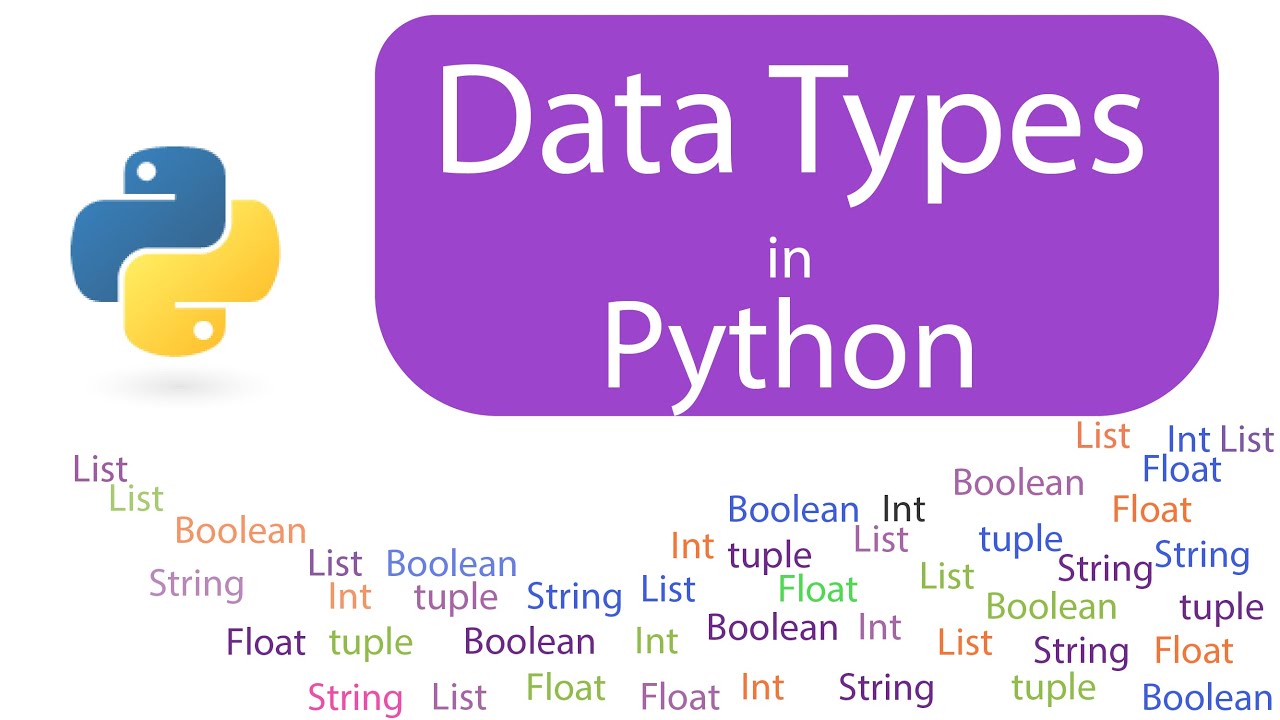 Data Types
in
Python
List Int List
List Float
List Boolean
Boolean Boolean Int Float
List Boolean Int tuple List tuple String String
String Int tuple String List Float List Boolean tuple
Float tuple Boolean Int Boolean Int List String Float
String List Float Float Int String tuple Boolean